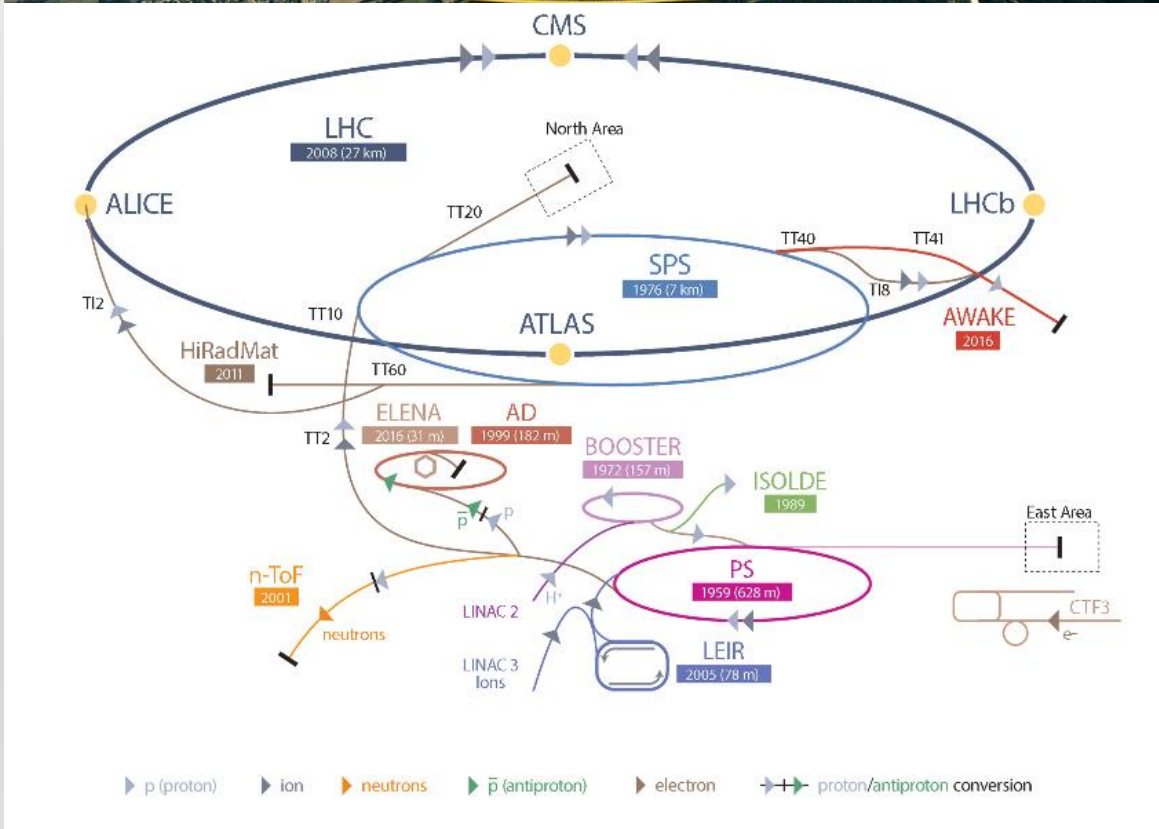 CMS
LHC
2008 (27 km)
North Area
ALICE
LHCb
TT20
TT40
TT41
SPS
1976 (7 km)
TI8
TI2
TT10
ATLAS
AWAKE
2016
HiRadMat
2011
TT60
ELENA
2016 (31 m)
AD
1999 (182 m)
TT2
BOOSTER
1972 (157 m)
ISOLDE
1989
p
p̅
East Area
n-ToF
2001
PS
1959 (628 m)
H⁺
LINAC 2
neutrons
CTF3
e-
LEIR
2005 (78 m)
LINAC 3
Ions
p (proton)
ion
neutrons
p̅ (antiproton)
electron
proton/antiproton conversion